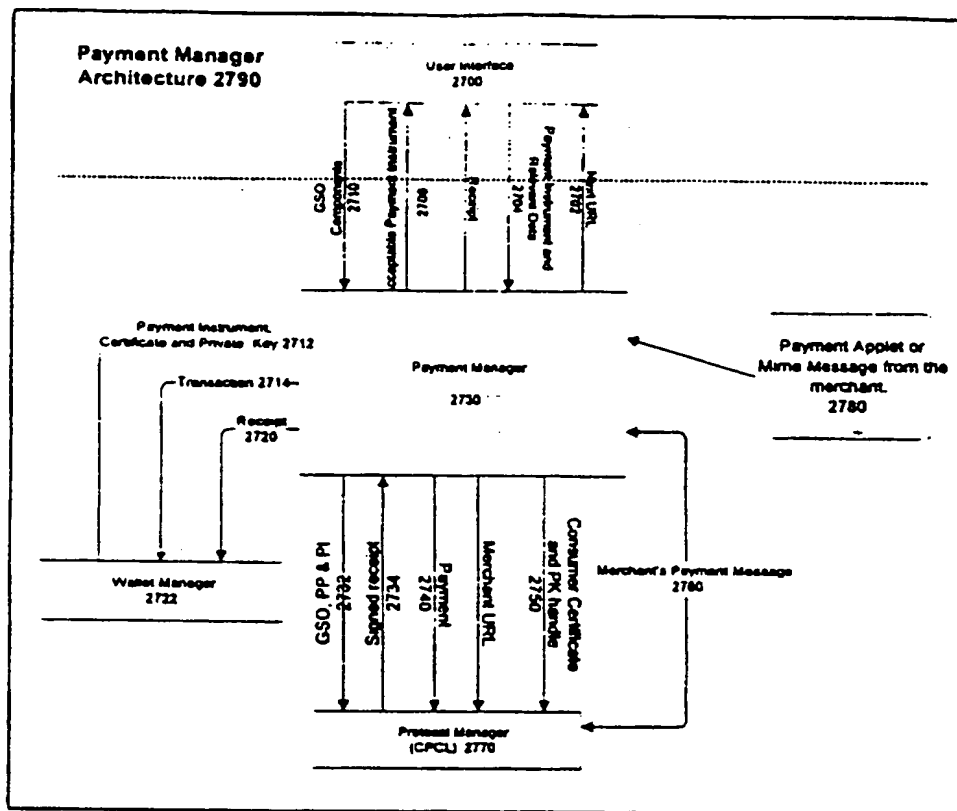 Payment Manager
Architecture 2790
User Interface
2700
GSO
Components
2710
Acceptable Payment Instrument
2708
Receipt
Payment Instrument and
Relevant Data
2704
Next URL
2702
Payment Instrument,
Certificate and Private Key 2712
Transaction 2714
Receipt
2720
Payment Manager
2730
Payment Applet or
Mime Message from the
merchant.
2780
GSO, PP & PI
2732
Signed receipt
2734
Payment
2740
Merchant URL
Consumer Certificate
and PK handle
2750
Merchant's Payment Message
2760
Wallet Manager
2722
Protocol Manager
(CPCL) 2770